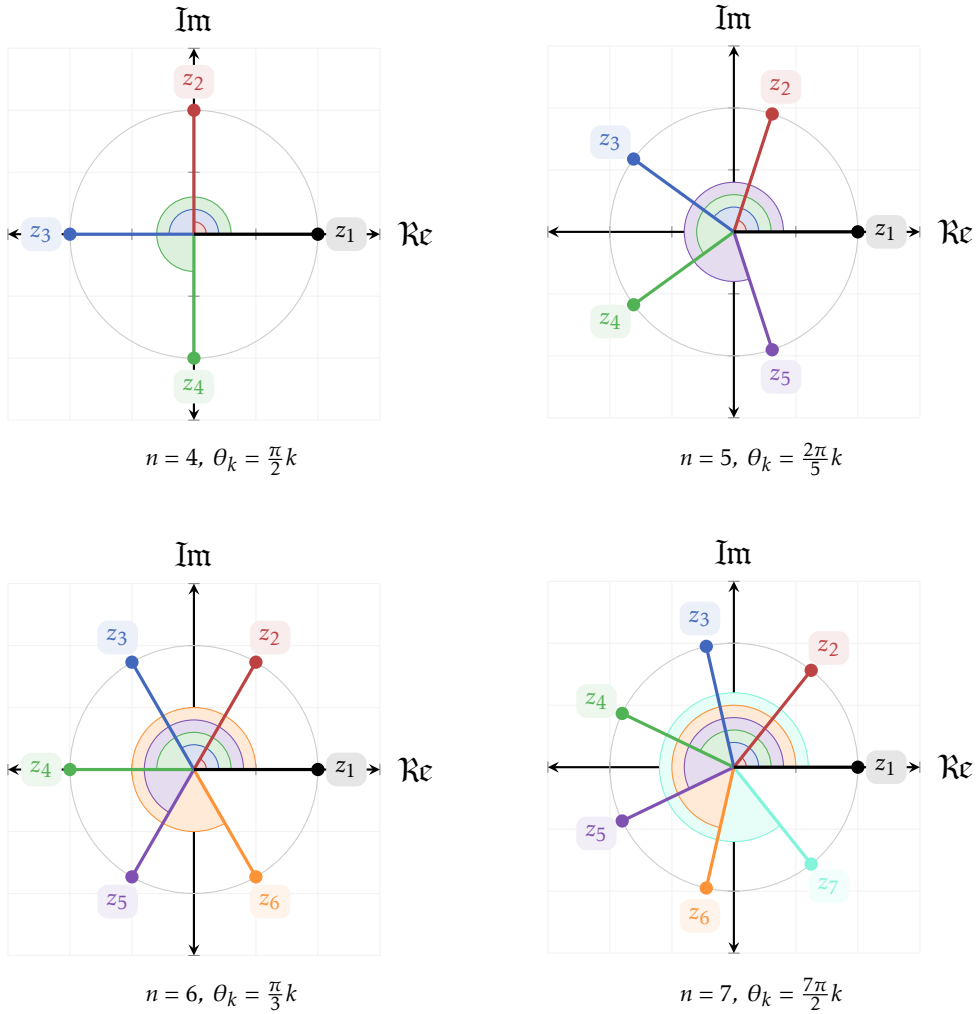 ℑ𝔪
z₂
z₃
z₁
ℜ𝔢
z₄
n = 4, θₖ = π/2 k
ℑ𝔪
z₂
z₃
z₁
ℜ𝔢
z₄
z₅
n = 5, θₖ = 2π/5 k
ℑ𝔪
z₃
z₂
z₄
z₁
ℜ𝔢
z₅
z₆
n = 6, θₖ = π/3 k
ℑ𝔪
z₃
z₂
z₄
z₁
ℜ𝔢
z₅
z₇
z₆
n = 7, θₖ = 7π/2 k